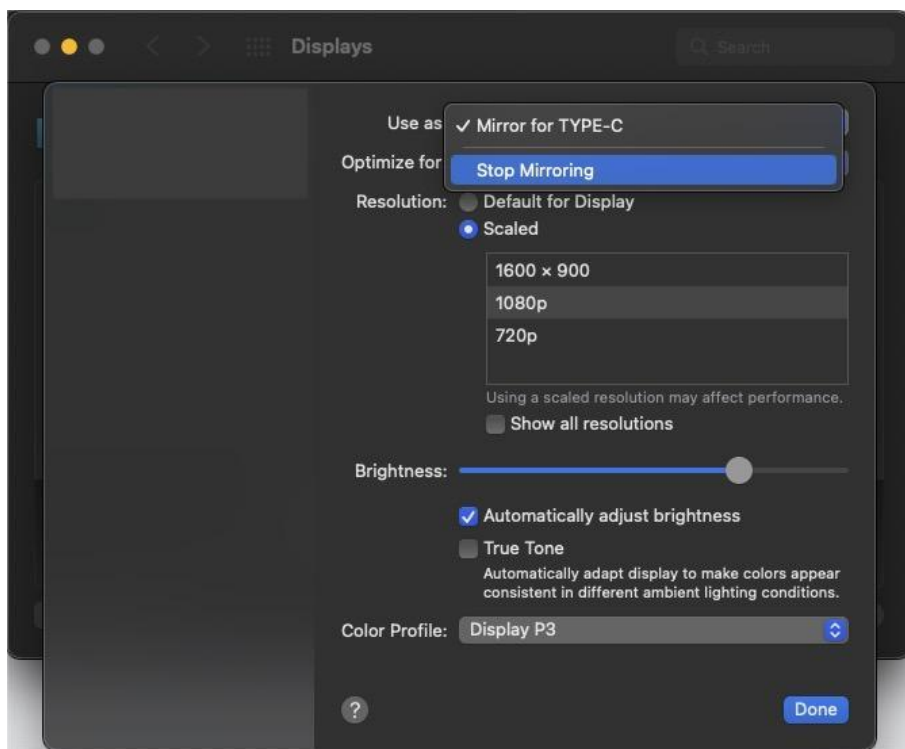 Displays
Search
Use as
✓ Mirror for TYPE-C
Stop Mirroring
Optimize for
Resolution:
Default for Display
Scaled
1600 × 900
1080p
720p
Using a scaled resolution may affect performance.
Show all resolutions
Brightness:
Automatically adjust brightness
True Tone
Automatically adapt display to make colors appear
consistent in different ambient lighting conditions.
Color Profile: Display P3
?
Done